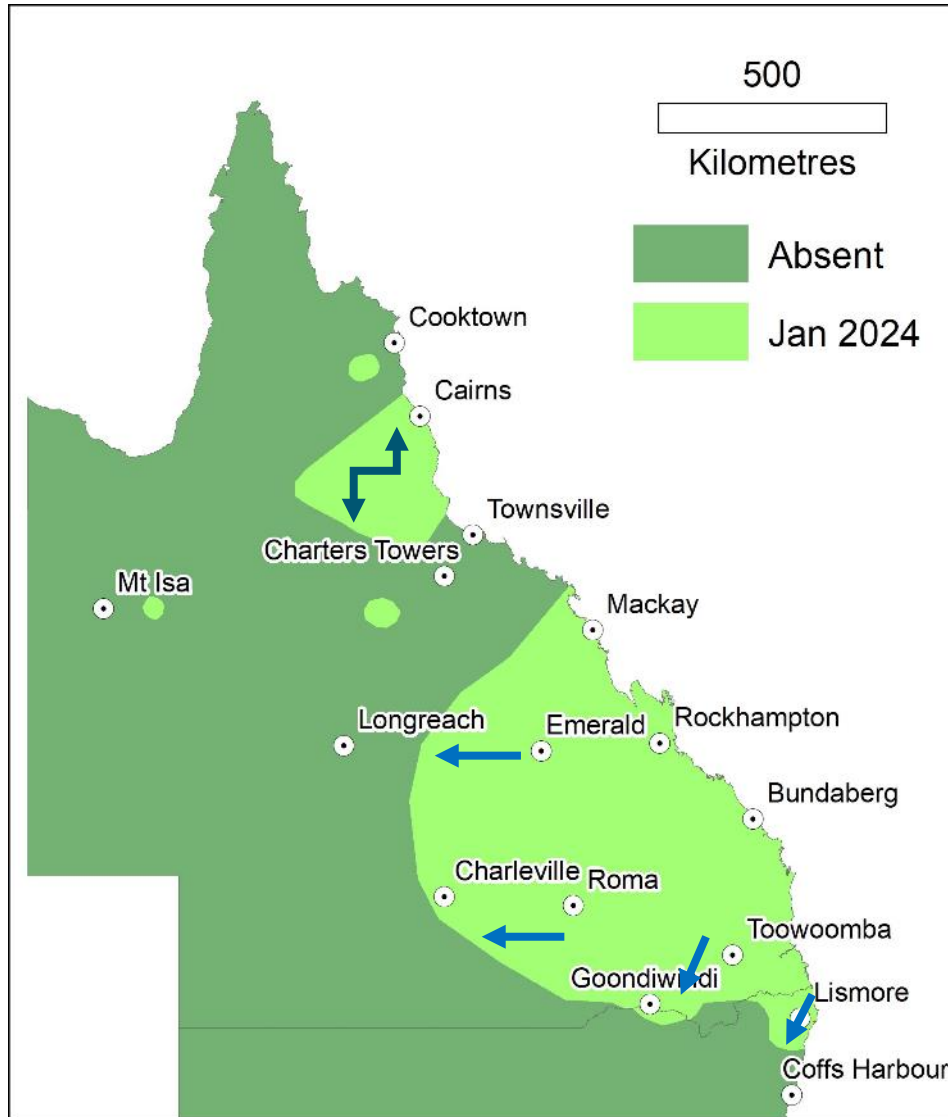 500
Kilometres
Absent
Jan 2024
Cooktown
Cairns
Townsville
Charters Towers
Mt Isa
Mackay
Longreach
Emerald
Rockhampton
Bundaberg
Charleville
Roma
Toowoomba
Goondiwindi
Lismore
Coffs Harbour